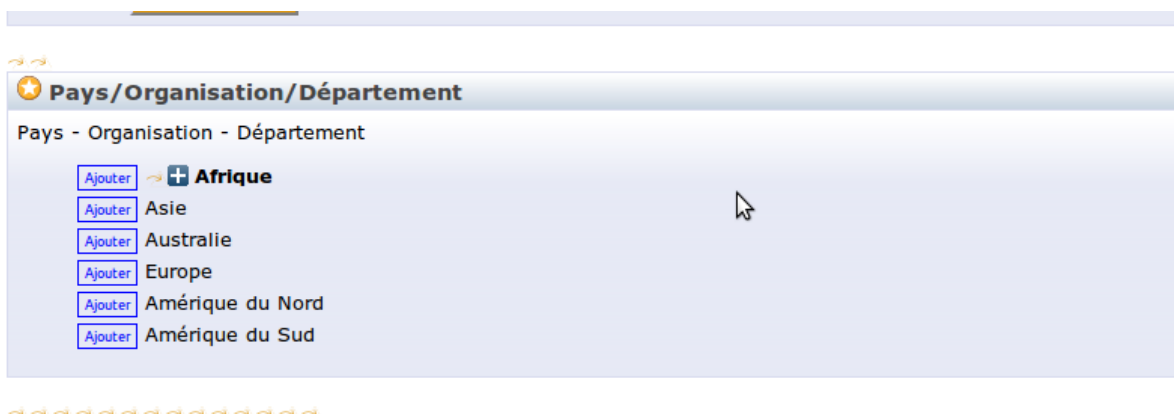 Pays/Organisation/Département
Pays - Organisation - Département
Ajouter Afrique
Ajouter Asie
Ajouter Australie
Ajouter Europe
Ajouter Amérique du Nord
Ajouter Amérique du Sud